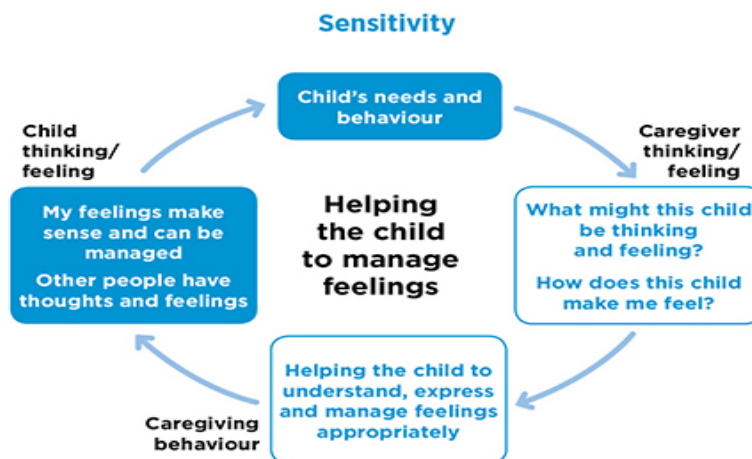 Sensitivity
Child's needs and
behaviour
Child
thinking/
feeling
Caregiver
thinking/
feeling
My feelings make
sense and can be
managed
Other people have
thoughts and feelings
Helping
the child
to manage
feelings
What might this child
be thinking
and feeling?
How does this child
make me feel?
Helping the child to
understand, express
and manage feelings
appropriately
Caregiving
behaviour